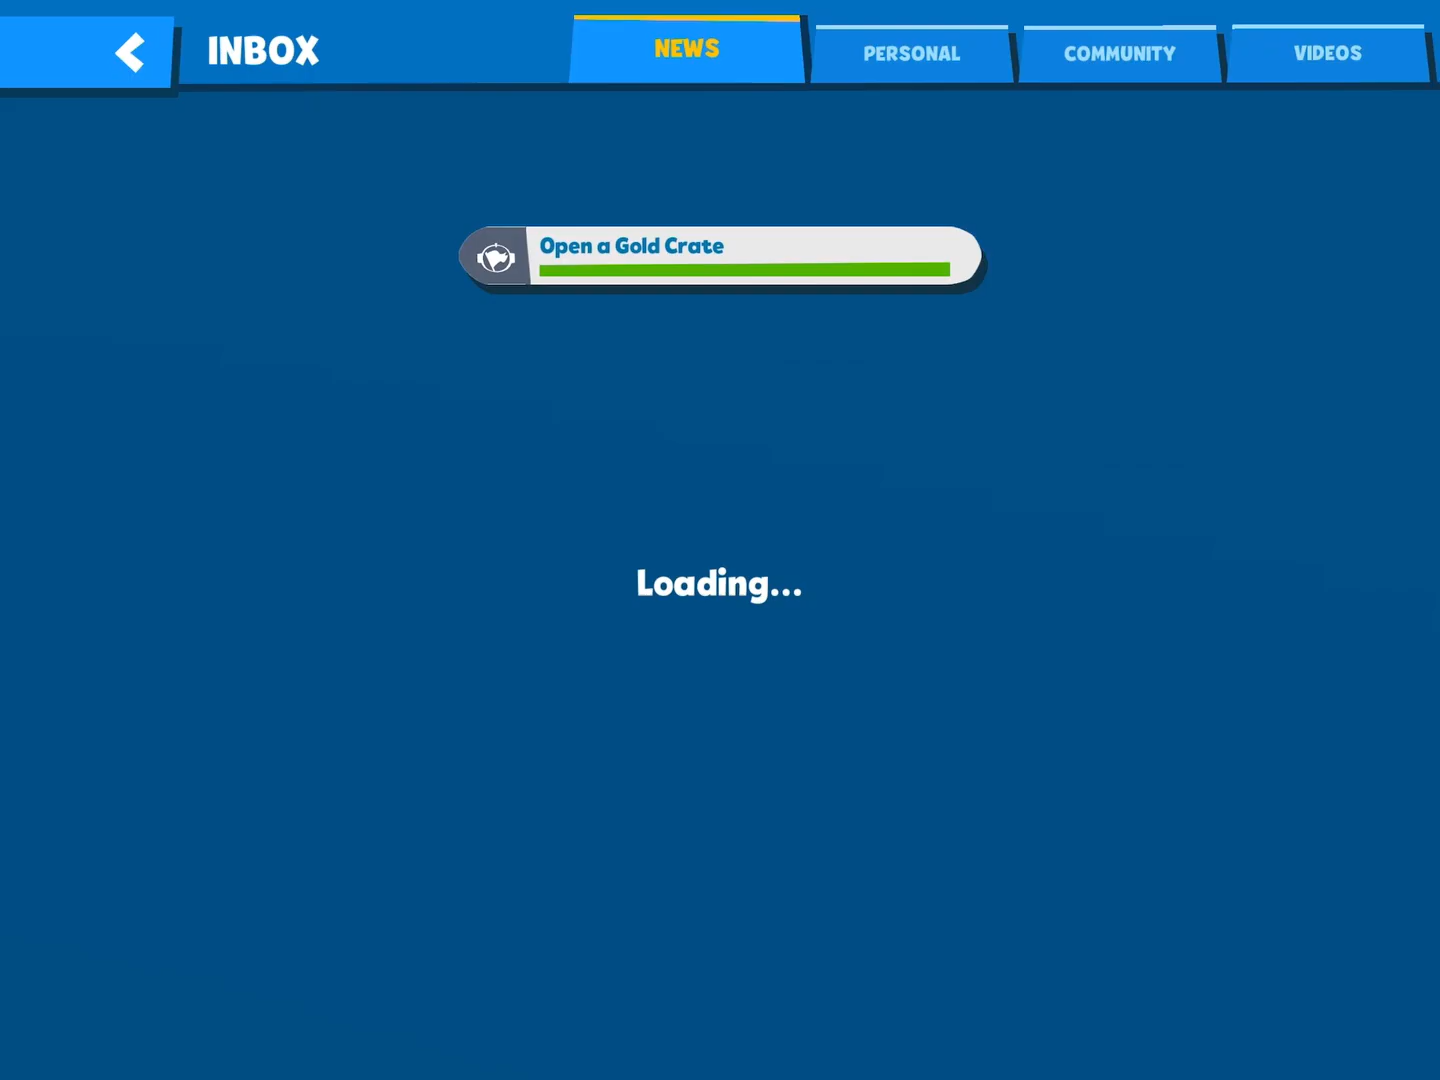 INBOX
NEWS
PERSONAL
COMMUNITY
VIDEOS
Open a Gold Crate
Loading...